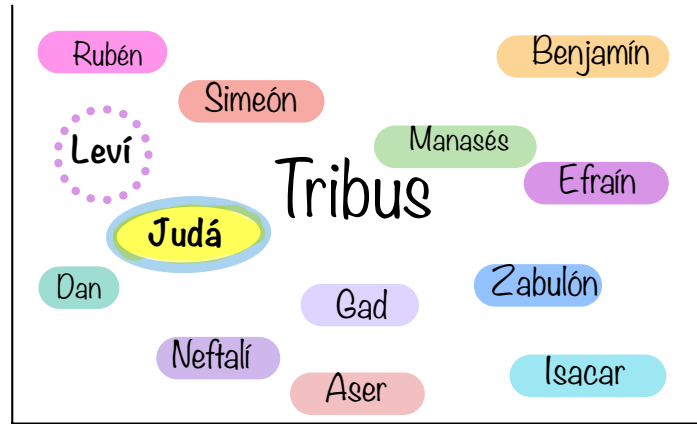 Rubén
Benjamín
Simeón
Leví
Manasés
Tribus
Efraín
Judá
Dan
Gad
Zabulón
Neftalí
Aser
Isacar